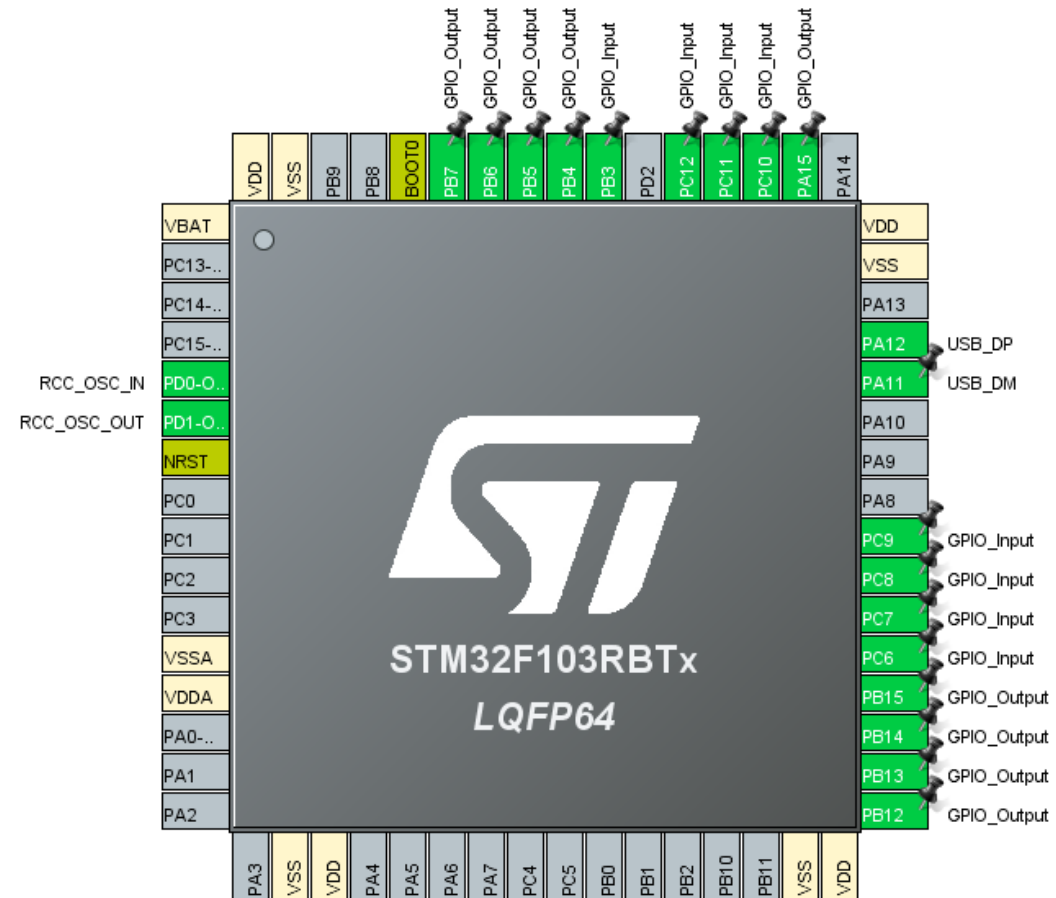 GPIO_Output
GPIO_Output
GPIO_Output
GPIO_Output
GPIO_Input
GPIO_Input
GPIO_Input
GPIO_Input
GPIO_Output
VDD
VSS
PB9
PB8
BOOT0
PB7
PB6
PB5
PB4
PB3
PD2
PC12
PC11
PC10
PA15
PA14
VBAT
PC13-..
PC14-..
PC15-..
RCC_OSC_IN PD0-O..
RCC_OSC_OUT PD1-O..
NRST
PC0
PC1
PC2
PC3
VSSA
VDDA
PA0-..
PA1
PA2
ST
STM32F103RBTx
LQFP64
VDD
VSS
PA13
PA12 USB_DP
PA11 USB_DM
PA10
PA9
PA8
PC9 GPIO_Input
PC8 GPIO_Input
PC7 GPIO_Input
PC6 GPIO_Input
PB15 GPIO_Output
PB14 GPIO_Output
PB13 GPIO_Output
PB12 GPIO_Output
PA3
VSS
VDD
PA4
PA5
PA6
PA7
PC4
PC5
PB0
PB1
PB2
PB10
PB11
VSS
VDD